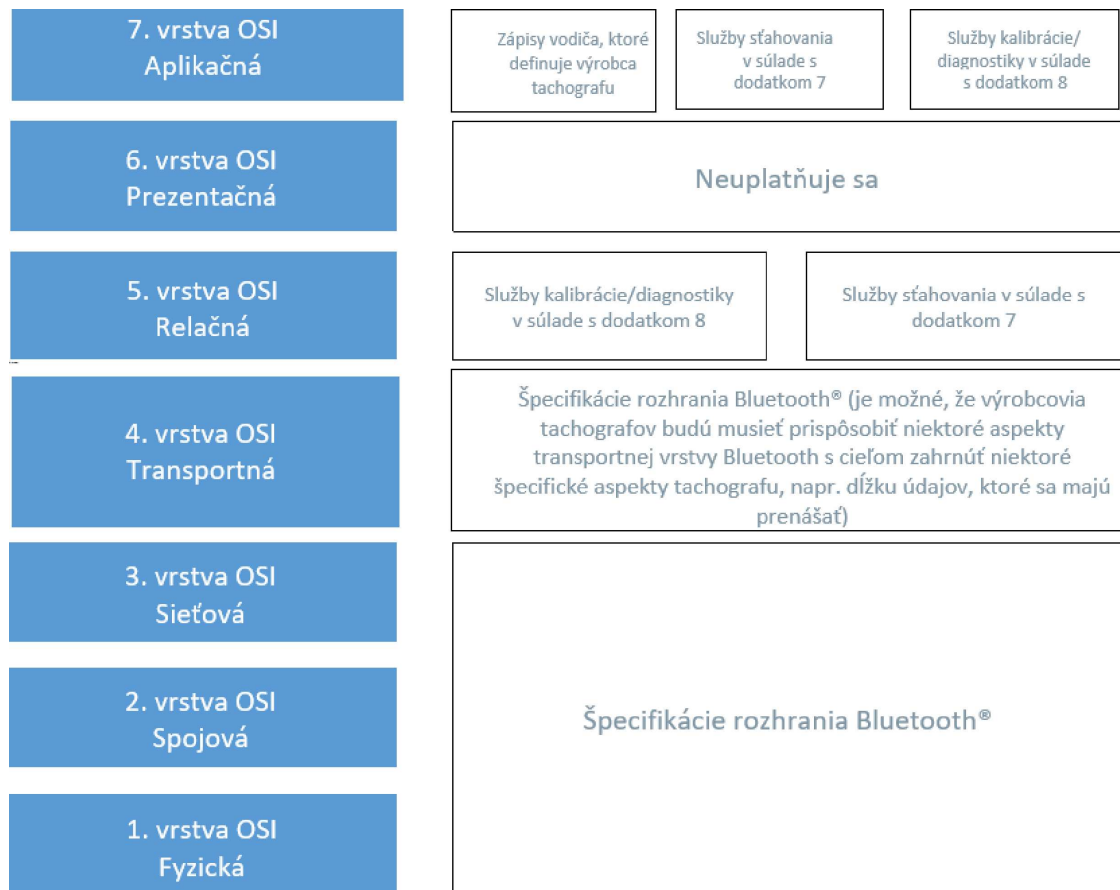 7. vrstva OSI
Aplikačná
Zápisy vodiča, ktoré
definuje výrobca
tachografu
Služby sťahovania
v súlade s
dodatkom 7
Služby kalibrácie/
diagnostiky v súlade
s dodatkom 8
6. vrstva OSI
Prezentačná
Neuplatňuje sa
5. vrstva OSI
Relačná
Služby kalibrácie/diagnostiky
v súlade s dodatkom 8
Služby sťahovania v súlade s
dodatkom 7
4. vrstva OSI
Transportná
Špecifikácie rozhrania Bluetooth® (je možné, že výrobcovia
tachografov budú musieť prispôsobiť niektoré aspekty
transportnej vrstvy Bluetooth s cieľom zahrnúť niektoré
špecifické aspekty tachografu, napr. dĺžku údajov, ktoré sa majú
prenášať)
3. vrstva OSI
Sieťová
2. vrstva OSI
Spojová
1. vrstva OSI
Fyzická
Špecifikácie rozhrania Bluetooth®